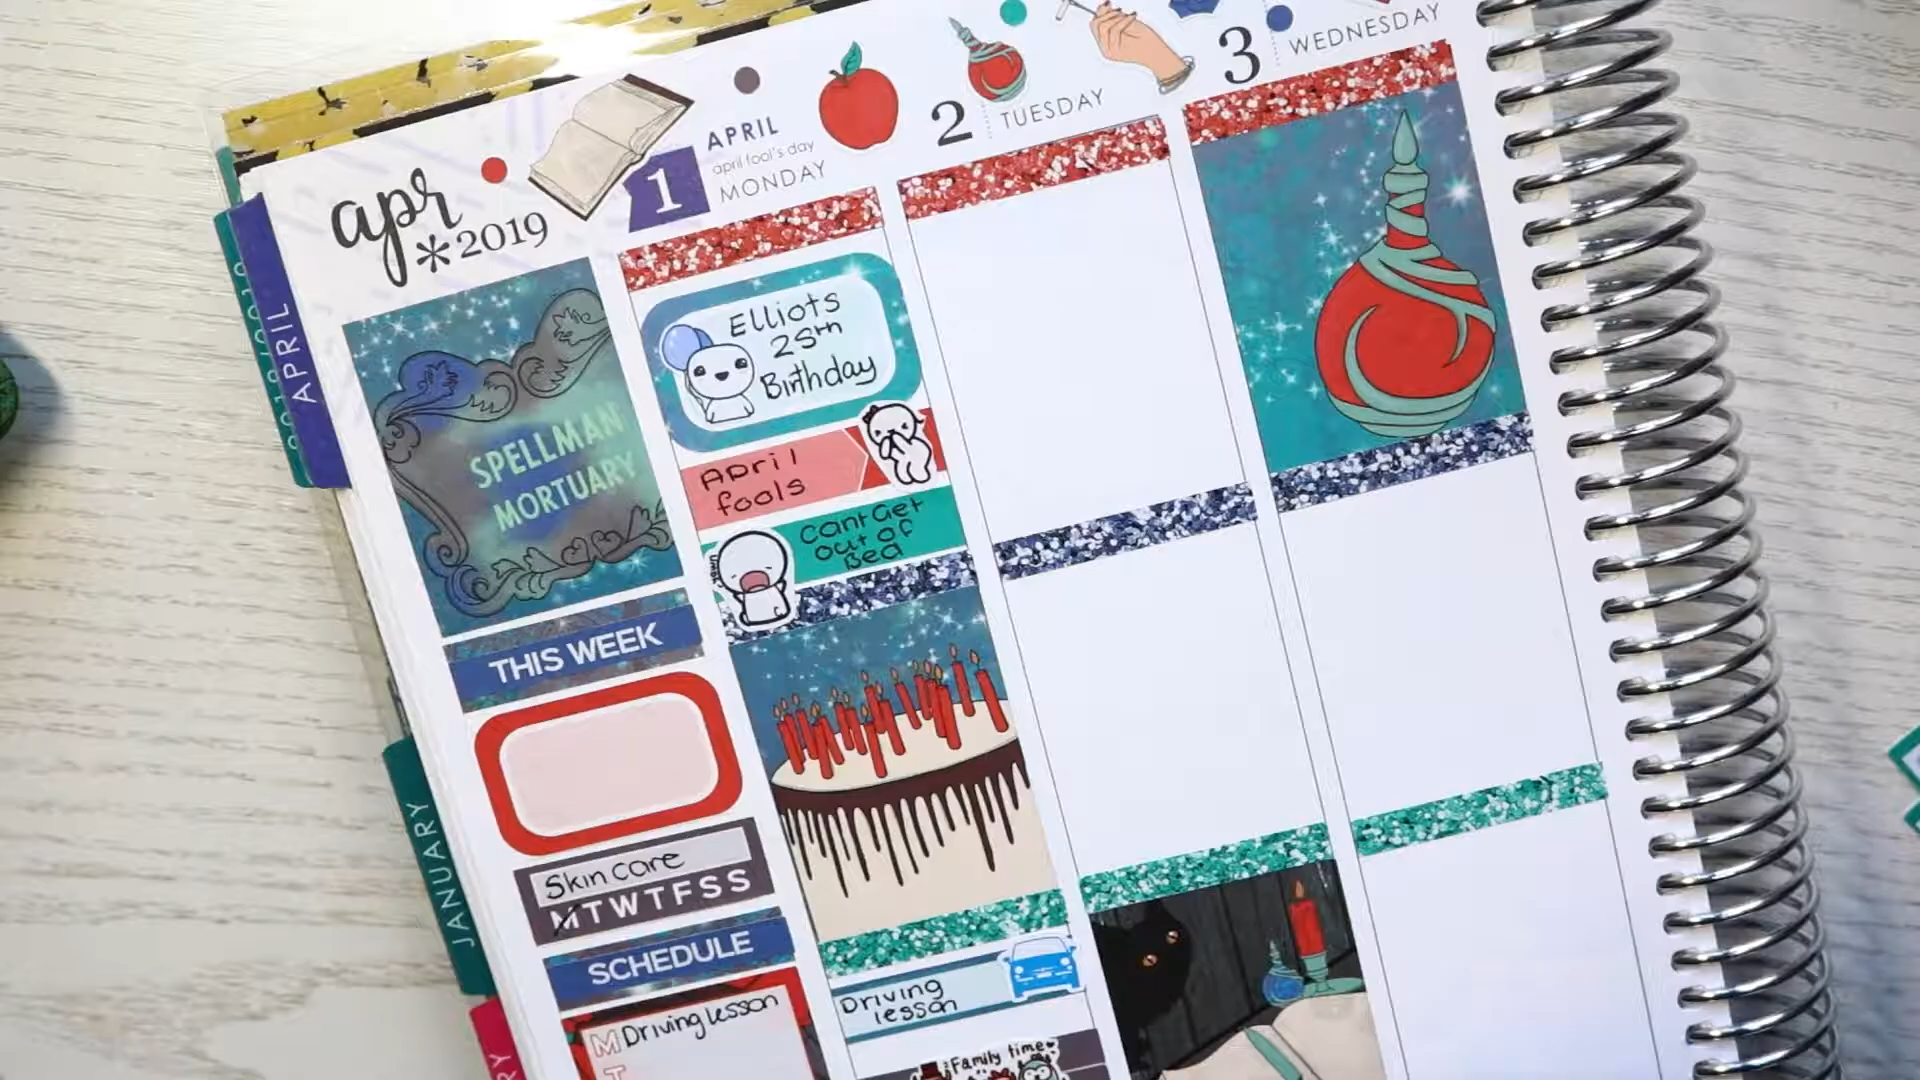 apr
*2019
1
APRIL
april fool's day
MONDAY
2
TUESDAY
3
WEDNESDAY
APRIL
SPELLMAN
MORTUARY
THIS WEEK
Skin care
MTWTFSS
SCHEDULE
M Driving lesson
T
Elliots
25th
Birthday
April
fools
Cant Get
out of
Bed
Driving
lesson
Family time
JANUARY
RY